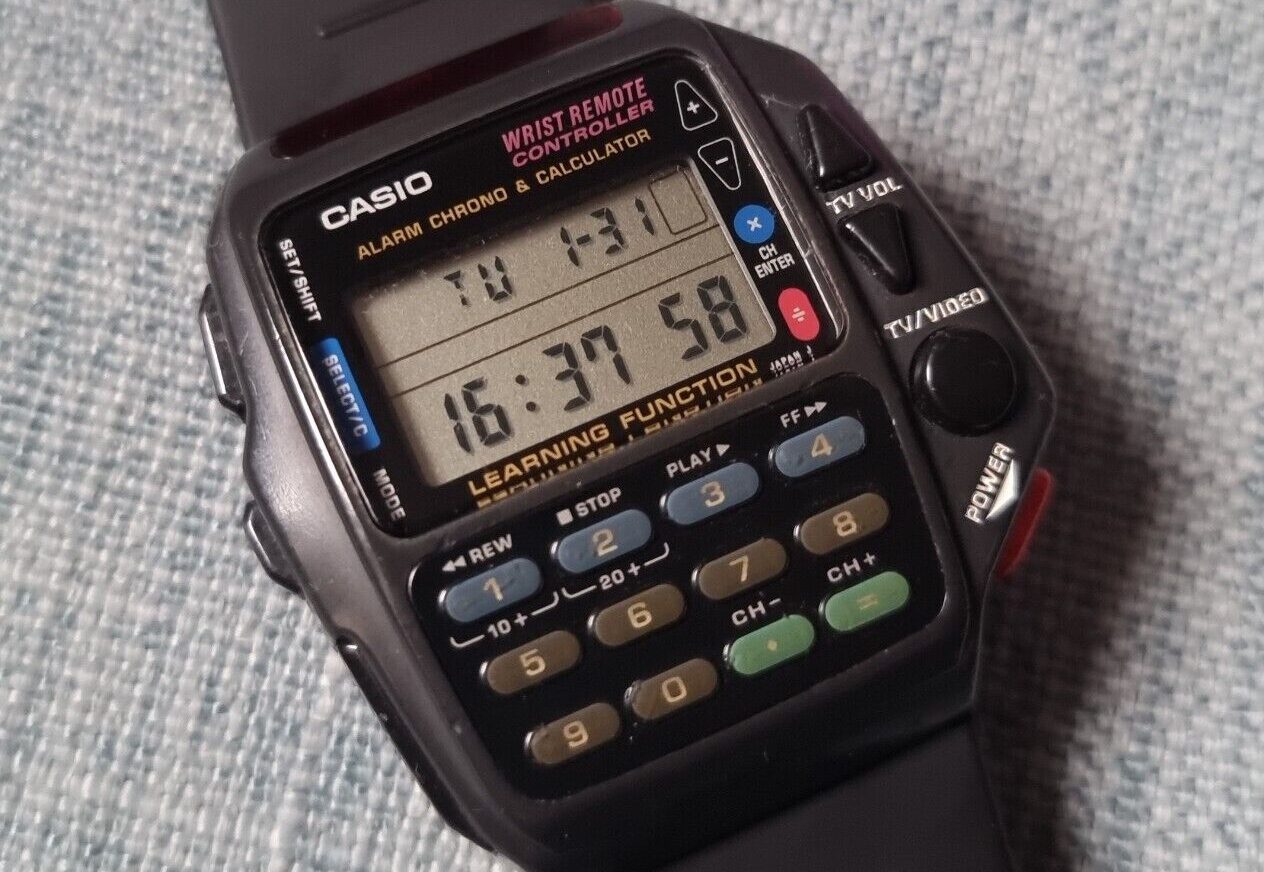 WRIST REMOTE
CONTROLLER
CASIO
ALARM CHRONO & CALCULATOR
+
−
×
CH
ENTER
÷
SET/SHIFT
SELECT/C
MODE
TU 1-31
16:37 58
LEARNING FUNCTION
JAPAN
TV VOL
TV/VIDEO
POWER
◀◀ REW
■ STOP
PLAY ▶
FF ▶▶
1 2 3 4
10+ 20+
5 6 7 8
CH− CH+
9 0 · =